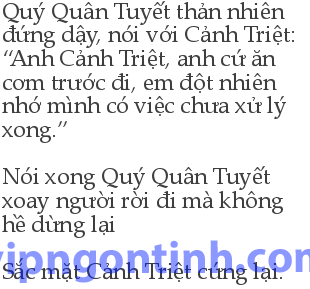 Quý Quân Tuyết thản nhiên
đứng dậy, nói với Cảnh Triệt:
“Anh Cảnh Triệt, anh cứ ăn
cơm trước đi, em đột nhiên
nhớ mình có việc chưa xử lý
xong.”
Nói xong Quý Quân Tuyết
xoay người rời đi mà không
hề dừng lại
vipngontinh.com
Sắc mặt Cảnh Triệt cứng lại.